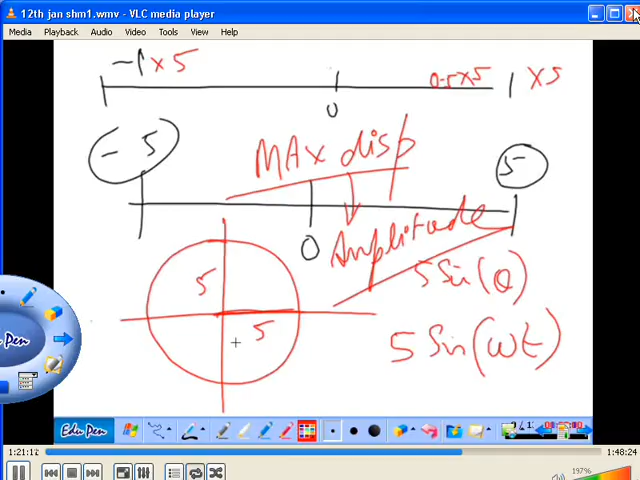 12th jan shm1.wmv - VLC media player
Media Playback Audio Video Tools View Help
-1 x 5 0.5 x 5 1 x 5
0
-5 MAx disp 5
0 Amplitude
5 5 Sin(θ)
5 5 Sin(ωt)
Edu Pen
1:21:12 1:48:24
197%